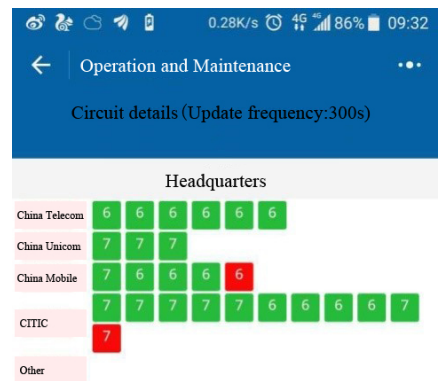 0.28K/s 4G 4G 86% 09:32
Operation and Maintenance
Circuit details(Update frequency:300s)
Headquarters
China Telecom 6 6 6 6 6 6
China Unicom 7 7 7
China Mobile 7 6 6 6 6
7 7 7 7 7 6 6 6 6 7
CITIC
7
Other